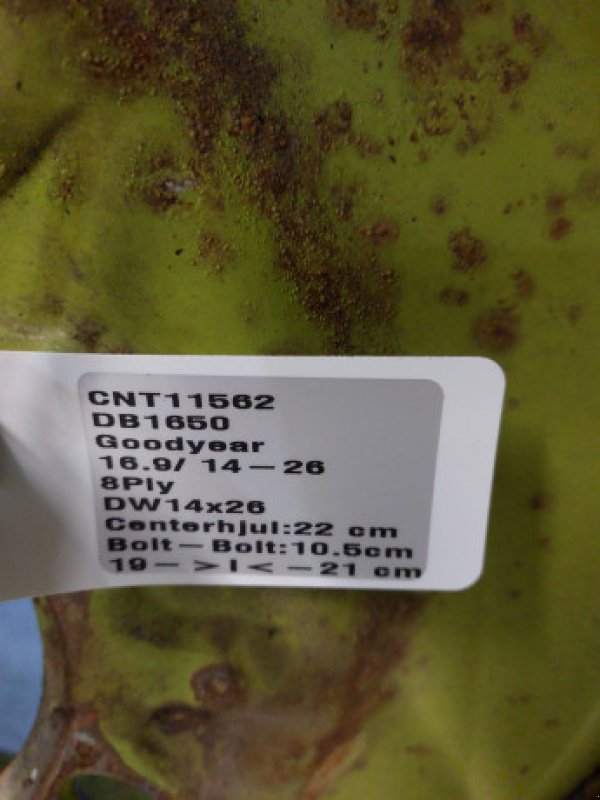 CNT11562
DB1650
Goodyear
16.9/ 14-26
8Ply
DW14x26
Centerhjul:22 cm
Bolt-Bolt:10.5cm
19- >I< -21 cm